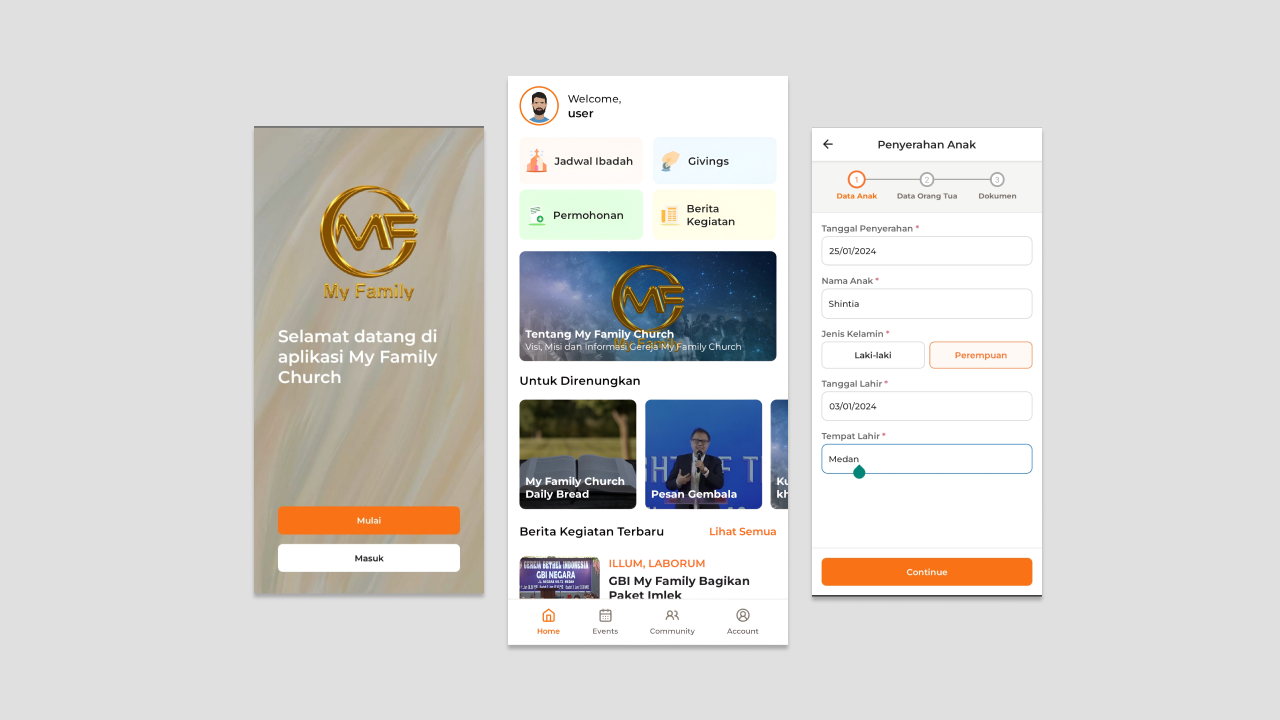 MF
My Family
Selamat datang di
aplikasi My Family
Church
Mulai
Masuk
Welcome,
user
Jadwal Ibadah
Givings
Permohonan
Berita
Kegiatan
MF
My Family
Tentang My Family Church
Visi, Misi dan Informasi Gereja My Family Church
Untuk Direnungkan
My Family Church
Daily Bread
Pesan Gembala
Ku
kh
Berita Kegiatan Terbaru
Lihat Semua
GEREJA BETHEL INDONESIA
GBI NEGARA
ILLUM, LABORUM
GBI My Family Bagikan
Paket Imlek
Home
Events
Community
Account
Penyerahan Anak
1
2
3
Data Anak
Data Orang Tua
Dokumen
Tanggal Penyerahan *
25/01/2024
Nama Anak *
Shintia
Jenis Kelamin *
Laki-laki
Perempuan
Tanggal Lahir *
03/01/2024
Tempat Lahir *
Medan
Continue